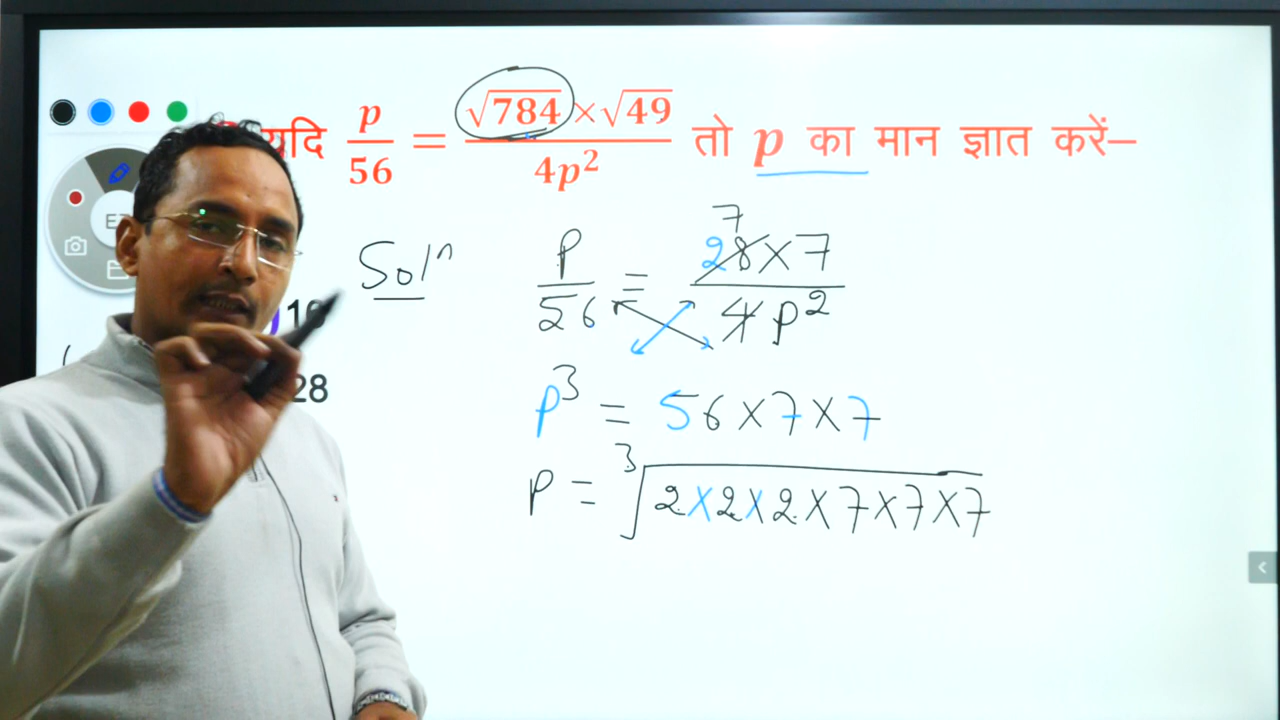 यदि p/56 = √784 × √49 / 4p² तो p का मान ज्ञात करें–
Solⁿ
P/56 = 28×7 / 4P²
7
28
p³ = 56×7×7
P = ³√2×2×2×7×7×7